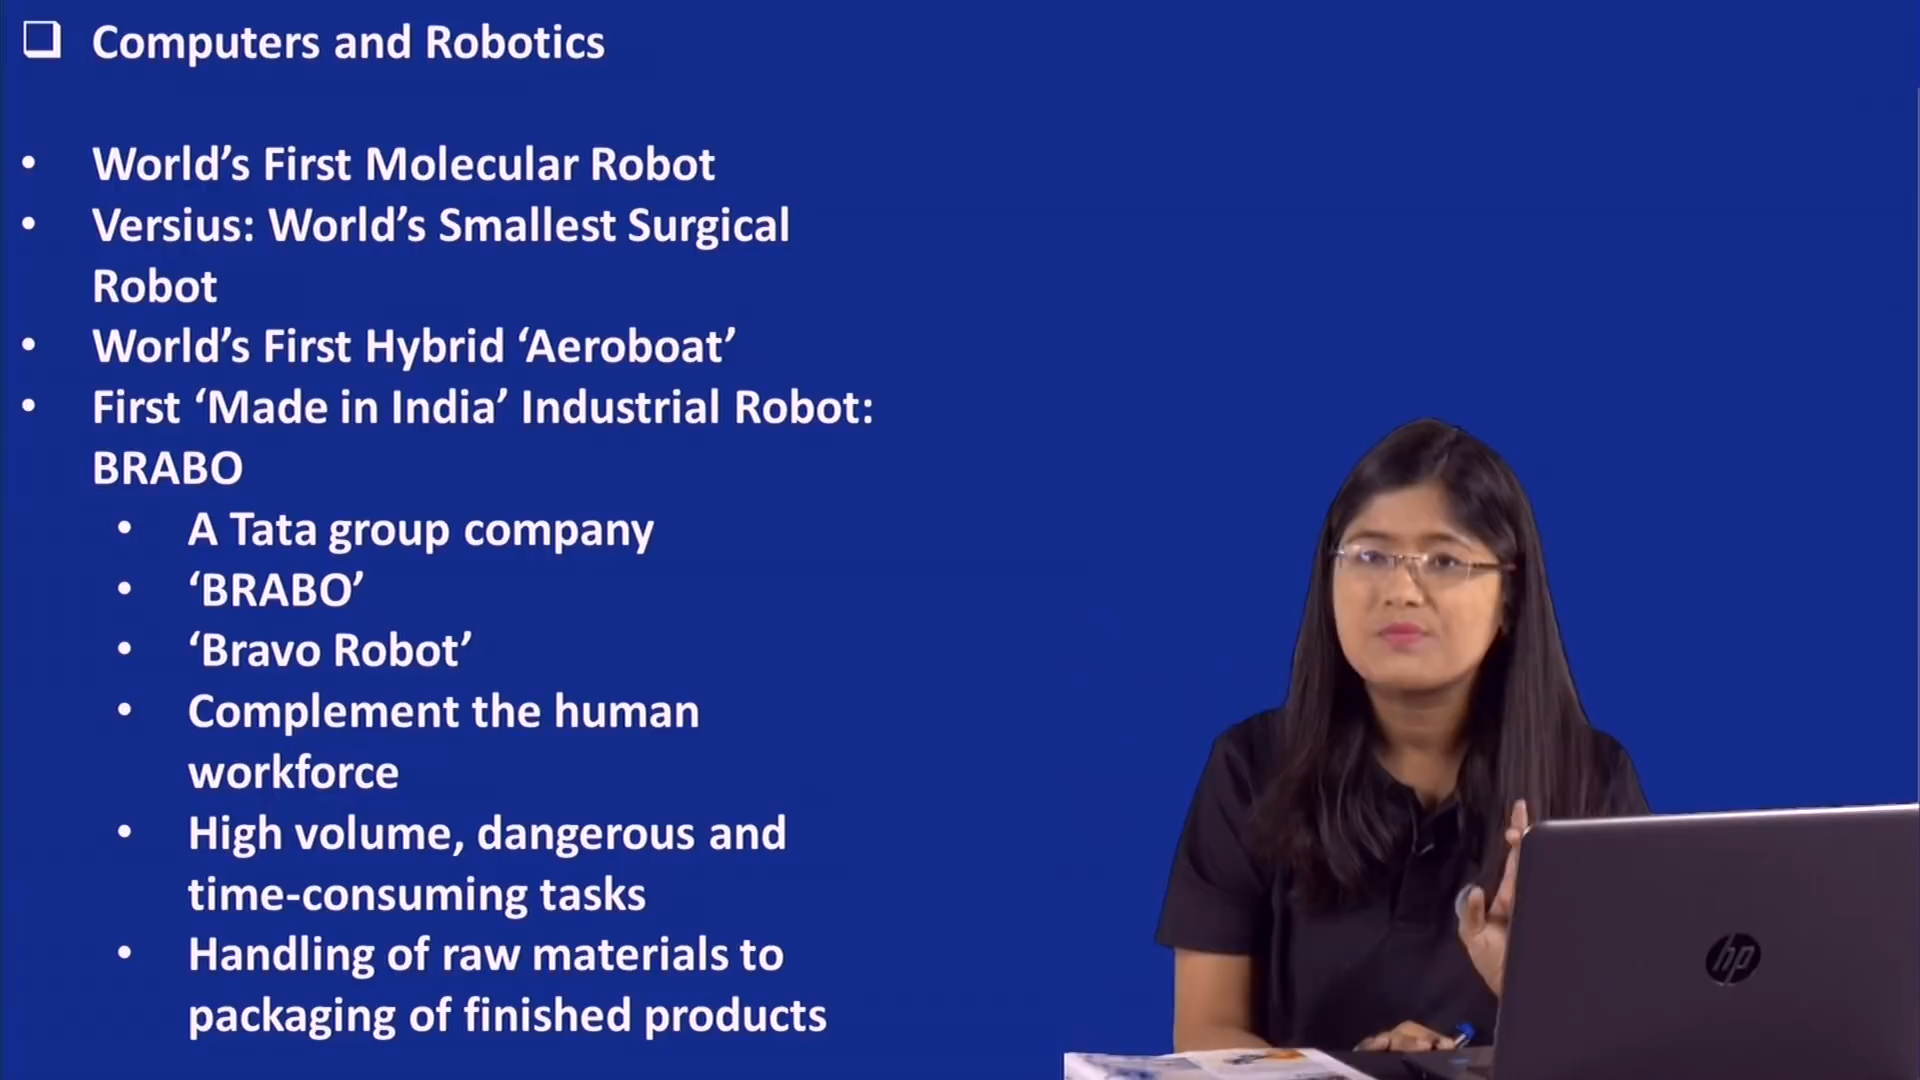 ❑ Computers and Robotics
• World’s First Molecular Robot
• Versius: World’s Smallest Surgical
Robot
• World’s First Hybrid ‘Aeroboat’
• First ‘Made in India’ Industrial Robot:
BRABO
• A Tata group company
• ‘BRABO’
• ‘Bravo Robot’
• Complement the human
workforce
• High volume, dangerous and
time-consuming tasks
• Handling of raw materials to
packaging of finished products
hp